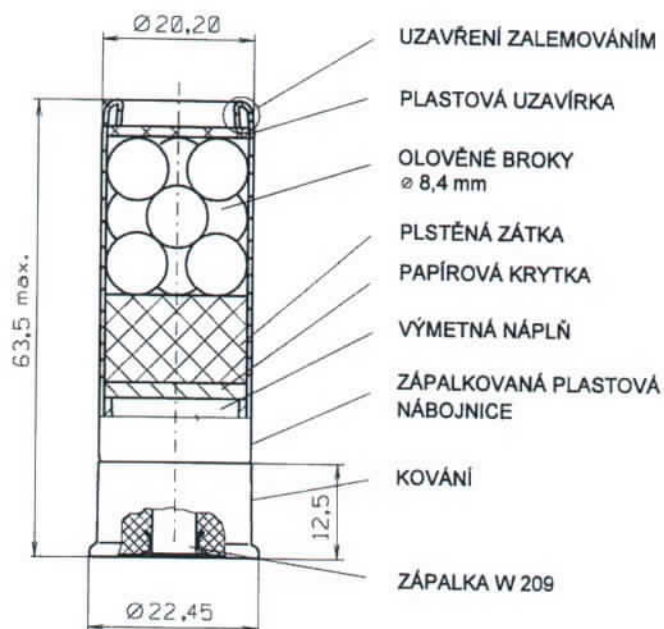 Ø20,20
UZAVŘENÍ ZALEMOVÁNÍM
PLASTOVÁ UZAVÍRKA
OLOVĚNÉ BROKY
ø 8,4 mm
PLSTĚNÁ ZÁTKA
PAPÍROVÁ KRYTKA
VÝMETNÁ NÁPLŇ
ZÁPALKOVANÁ PLASTOVÁ
NÁBOJNICE
KOVÁNÍ
ZÁPALKA W 209
63,5 max.
12,5
Ø22,45